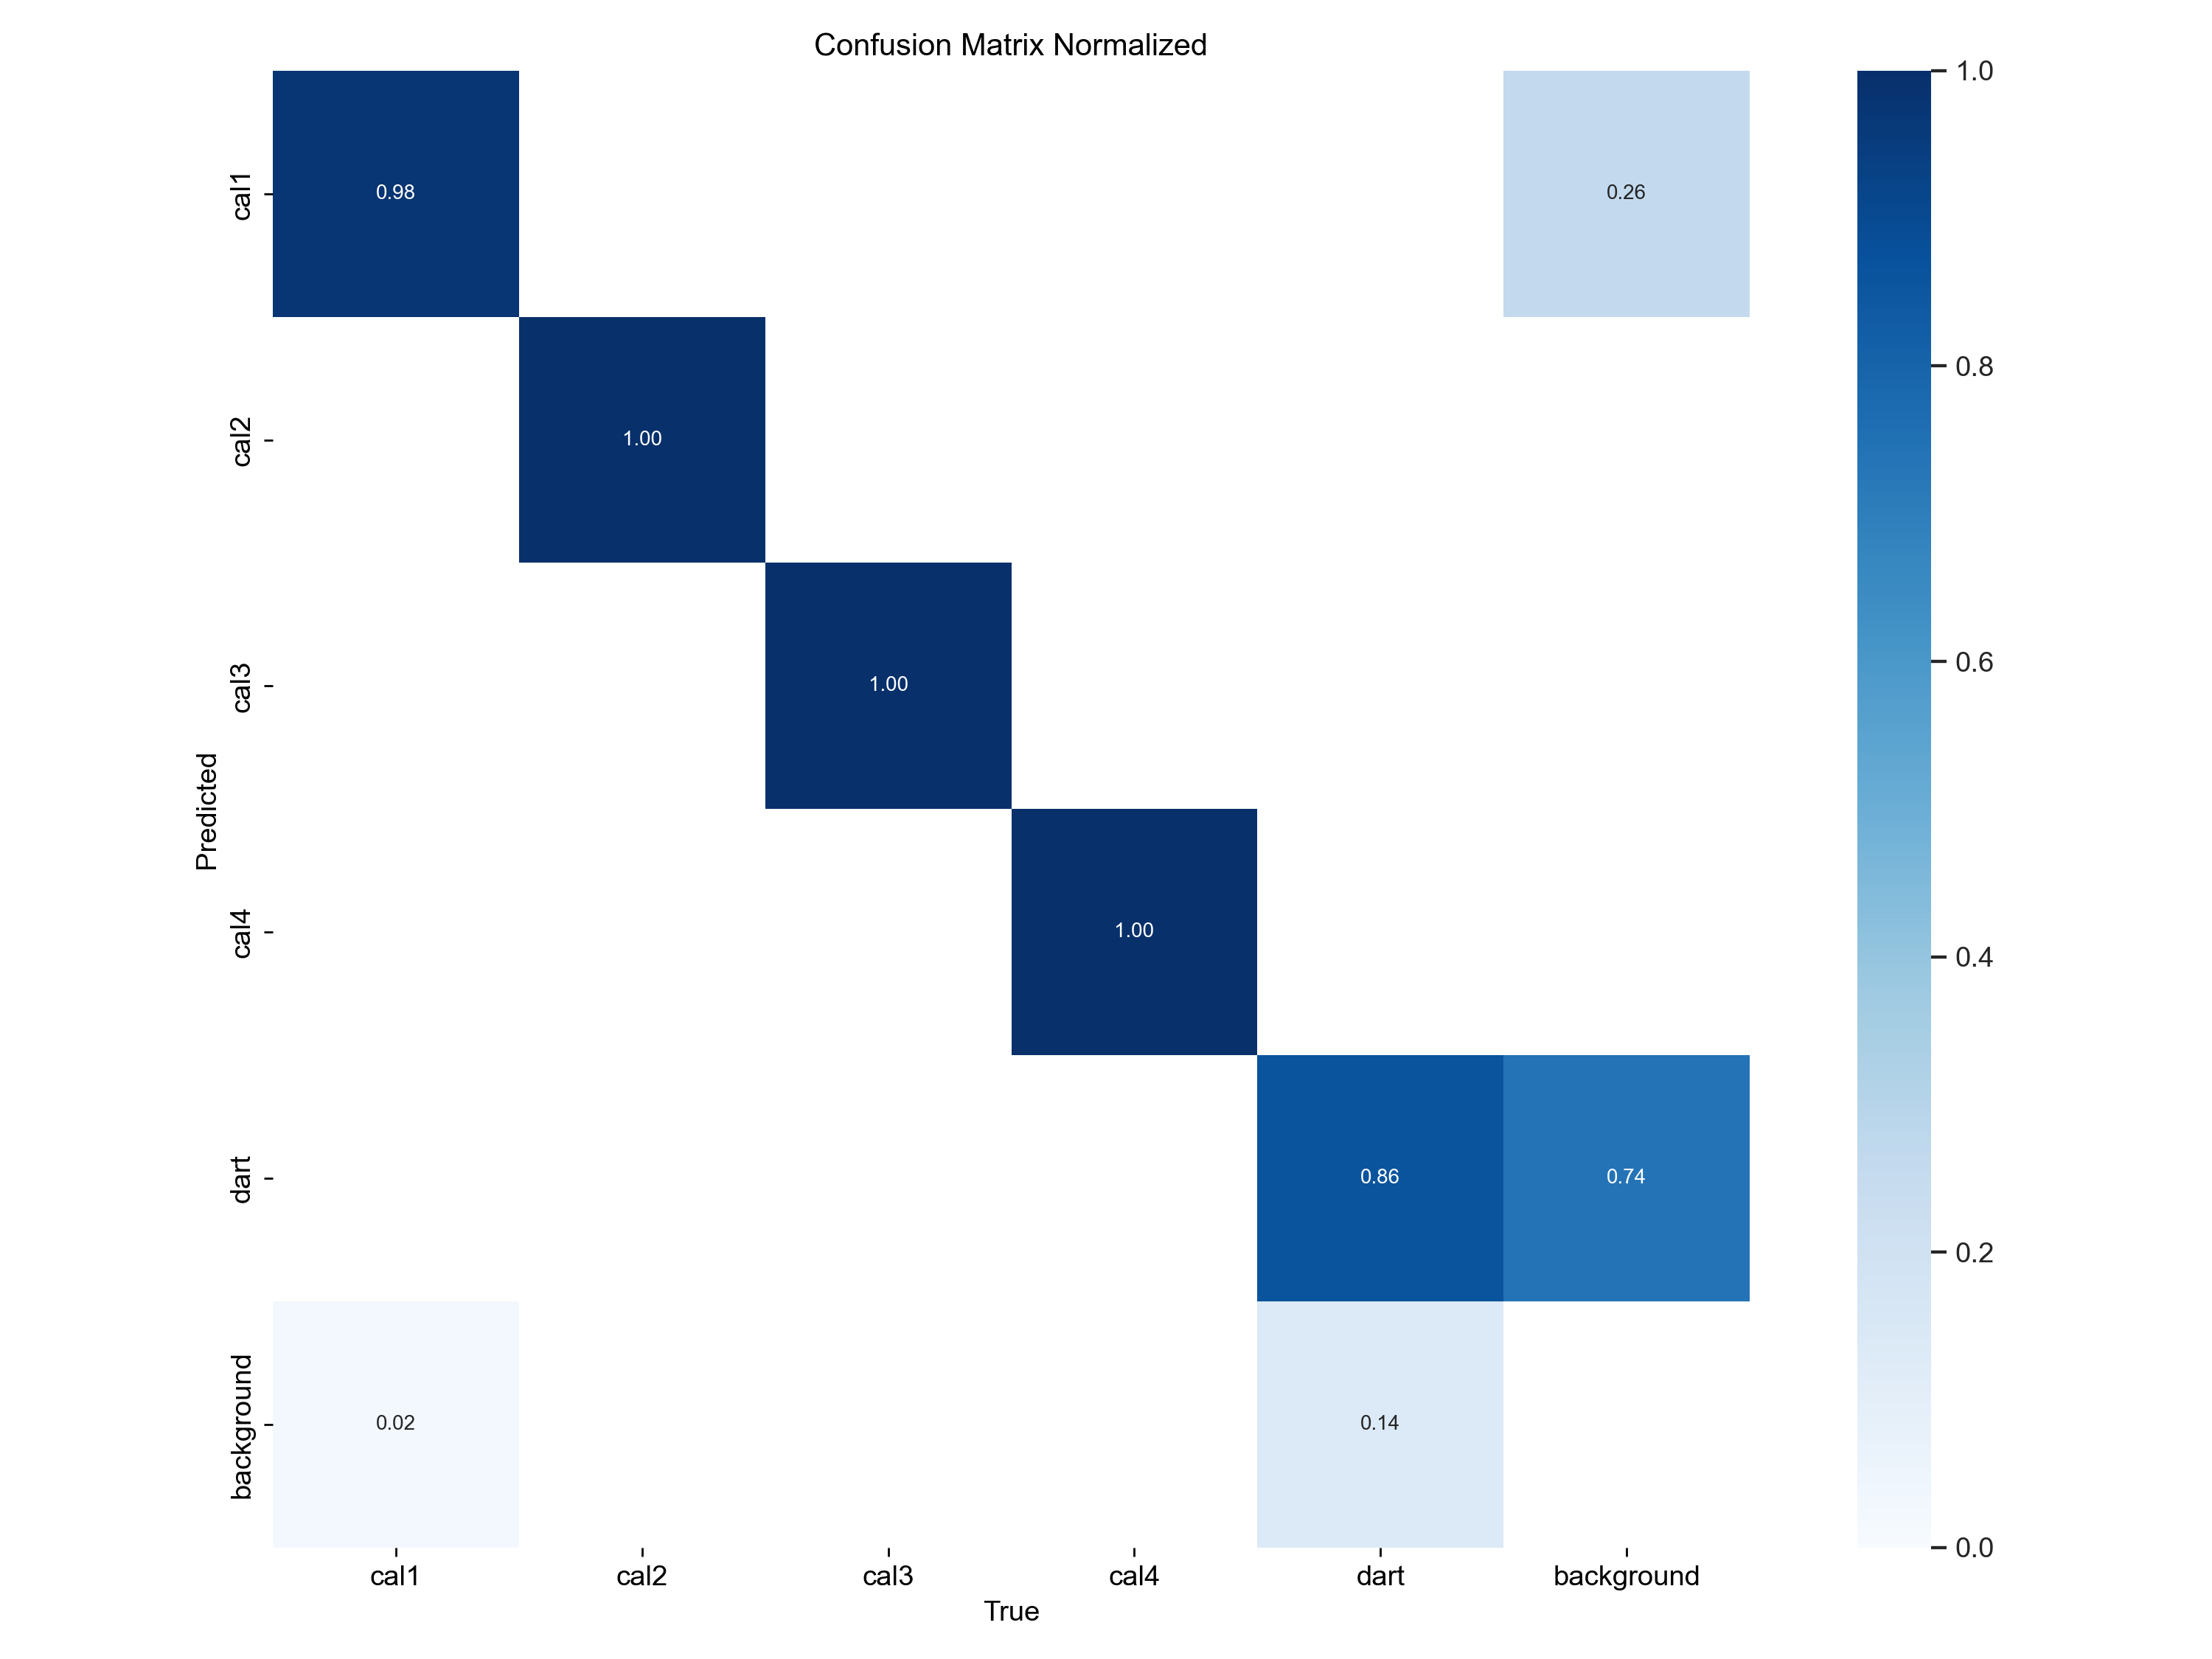 Confusion Matrix Normalized
cal1
0.98
0.26
cal2
1.00
cal3
1.00
cal4
1.00
dart
0.86
0.74
background
0.02
0.14
Predicted
cal1 cal2 cal3 cal4 dart background
True
1.0
0.8
0.6
0.4
0.2
0.0